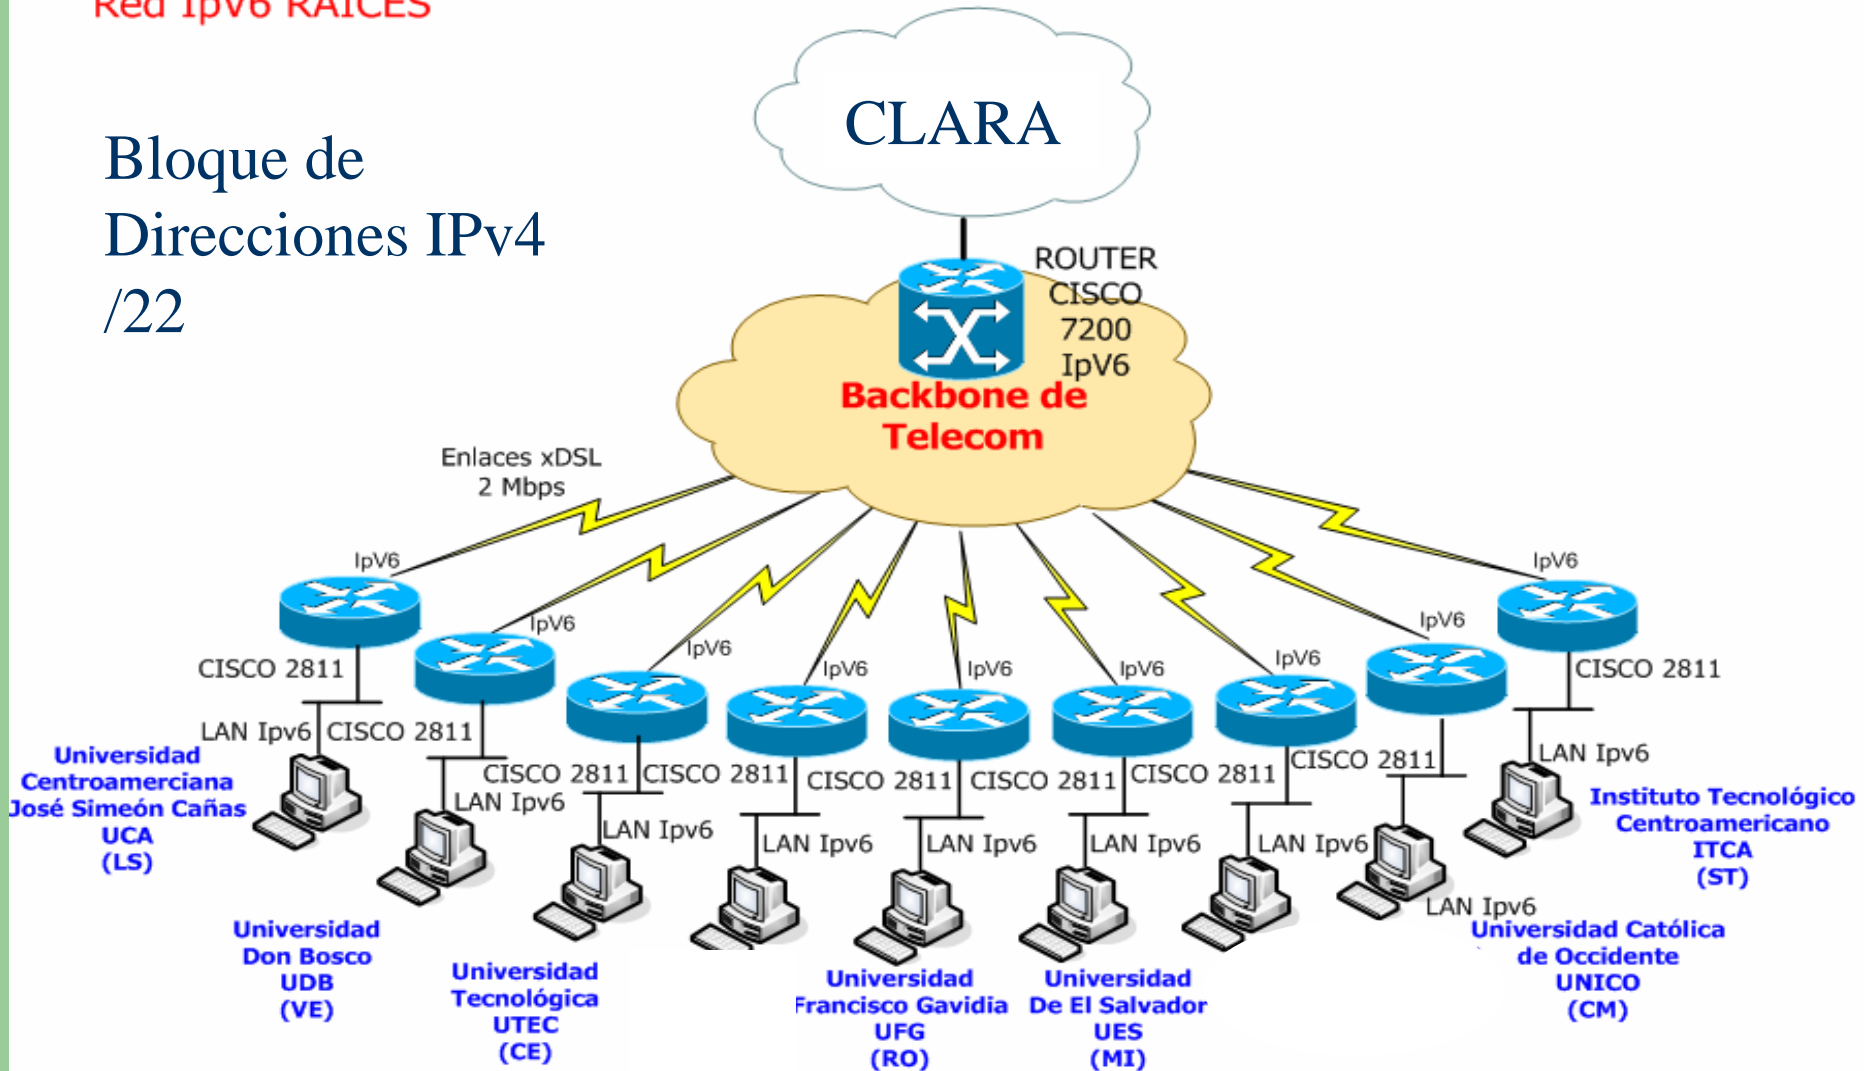 Red IpV6 RAICES
CLARA
Bloque de
Direcciones IPv4
/22
ROUTER
CISCO
7200
IpV6
Backbone de
Telecom
Enlaces xDSL
2 Mbps
IpV6
IpV6
IpV6
IpV6
IpV6
IpV6
IpV6
IpV6
IpV6
CISCO 2811
CISCO 2811
CISCO 2811
CISCO 2811
CISCO 2811
CISCO 2811
CISCO 2811
CISCO 2811
CISCO 2811
LAN Ipv6
LAN Ipv6
LAN Ipv6
LAN Ipv6
LAN Ipv6
LAN Ipv6
LAN Ipv6
LAN Ipv6
LAN Ipv6
Universidad
Centroamerciana
José Simeón Cañas
UCA
(LS)
Universidad
Don Bosco
UDB
(VE)
Universidad
Tecnológica
UTEC
(CE)
Universidad
Francisco Gavidia
UFG
(RO)
Universidad
De El Salvador
UES
(MI)
Universidad Católica
de Occidente
UNICO
(CM)
Instituto Tecnológico
Centroamericano
ITCA
(ST)